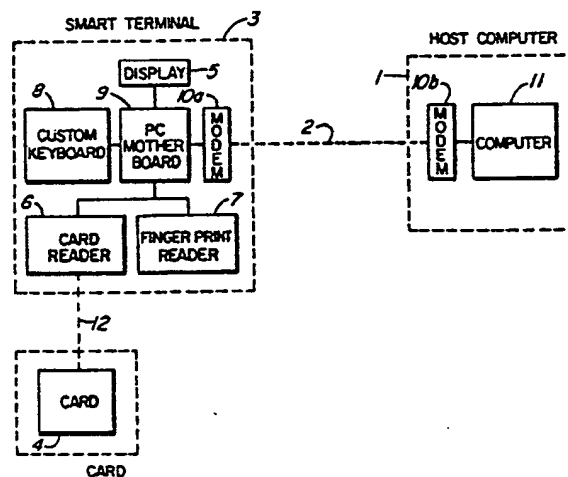 SMART TERMINAL
3
HOST COMPUTER
DISPLAY
5
1
10b
11
8
9
10a
CUSTOM
KEYBOARD
PC
MOTHER
BOARD
MODEM
2
MODEM
COMPUTER
6
7
CARD
READER
FINGER PRINT
READER
12
CARD
4
CARD